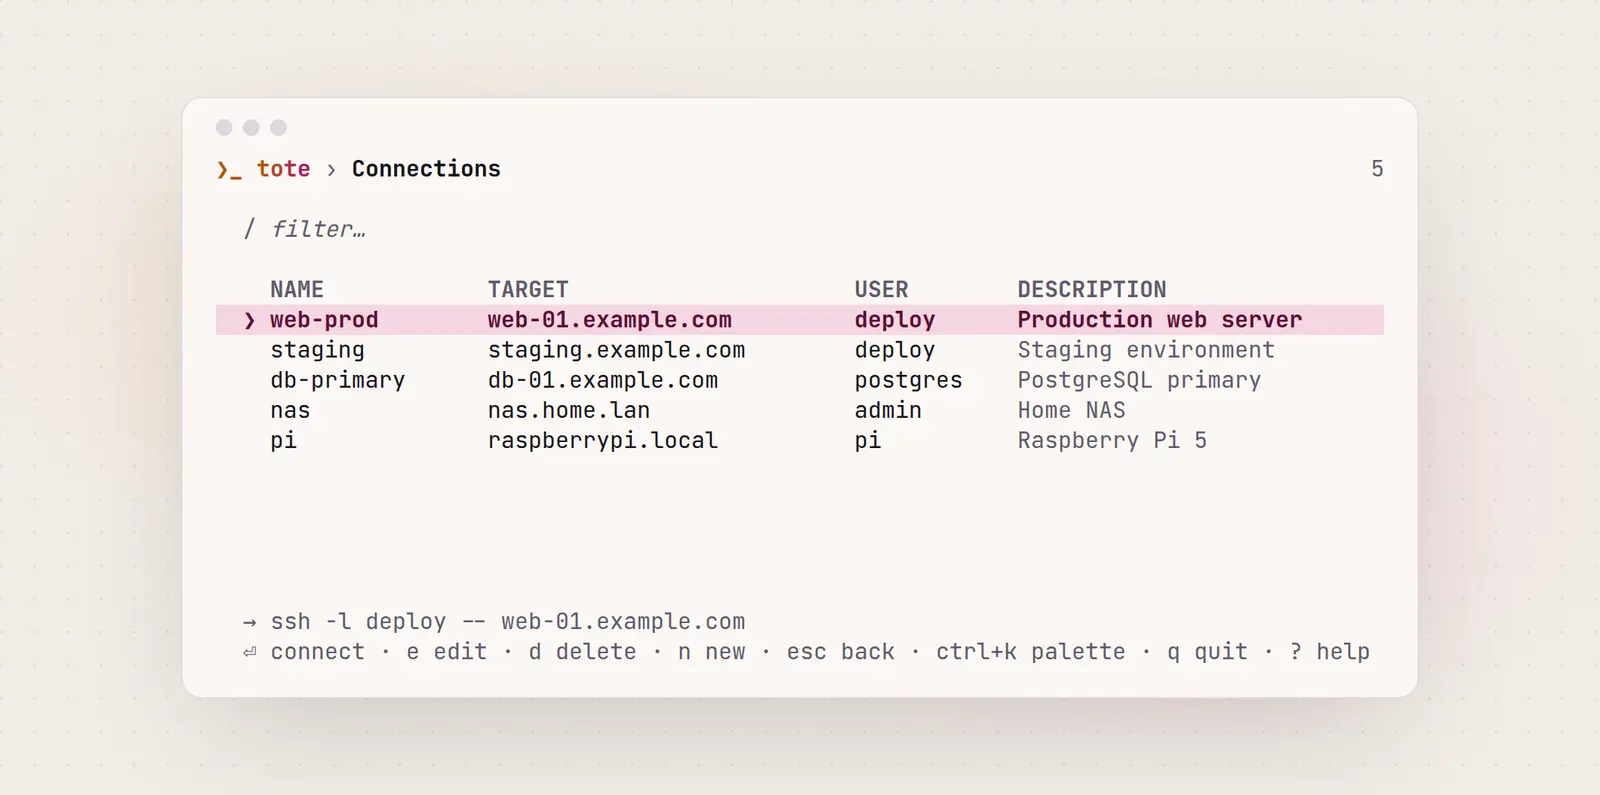 ❯_ tote › Connections 5
/ filter…
NAME TARGET USER DESCRIPTION
❯ web-prod web-01.example.com deploy Production web server
staging staging.example.com deploy Staging environment
db-primary db-01.example.com postgres PostgreSQL primary
nas nas.home.lan admin Home NAS
pi raspberrypi.local pi Raspberry Pi 5
→ ssh -l deploy -- web-01.example.com
⏎ connect · e edit · d delete · n new · esc back · ctrl+k palette · q quit · ? help